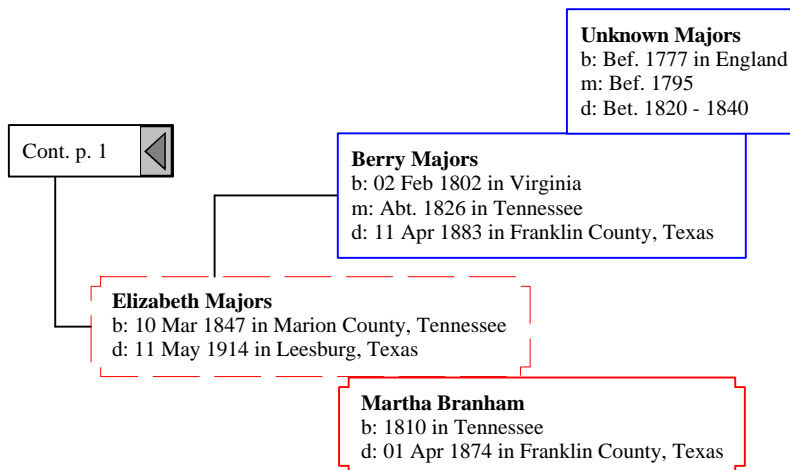 Unknown Majors
b: Bef. 1777 in England
m: Bef. 1795
d: Bet. 1820 - 1840
Cont. p. 1
Berry Majors
b: 02 Feb 1802 in Virginia
m: Abt. 1826 in Tennessee
d: 11 Apr 1883 in Franklin County, Texas
Elizabeth Majors
b: 10 Mar 1847 in Marion County, Tennessee
d: 11 May 1914 in Leesburg, Texas
Martha Branham
b: 1810 in Tennessee
d: 01 Apr 1874 in Franklin County, Texas